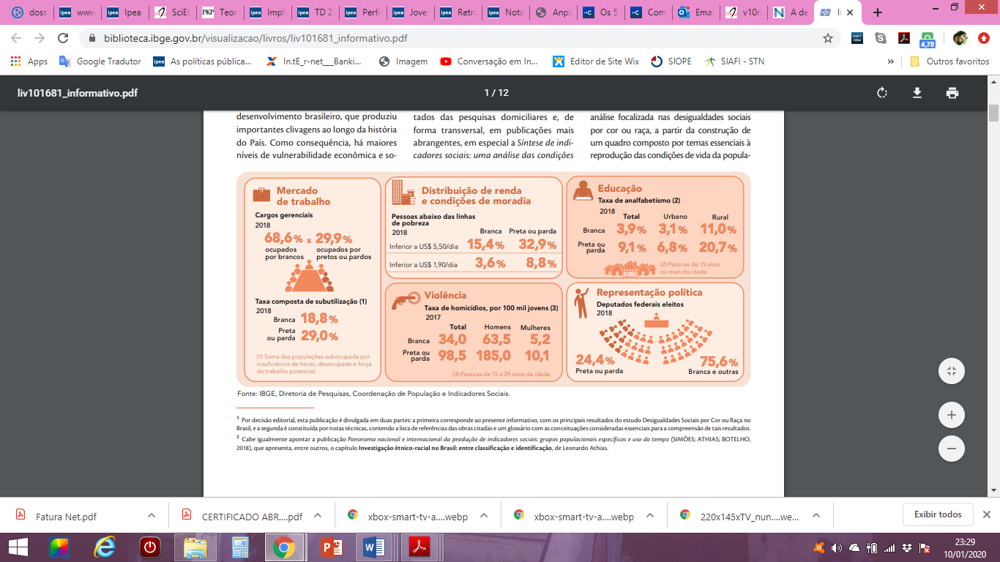 doss
www
Ipea
SciEL
Teor
Impl
TD 2
Perfi
Jove
Retra
Nota
Anpa
Os 5
Com
Emai
v10n
A de
li
biblioteca.ibge.gov.br/visualizacao/livros/liv101681_informativo.pdf
4,78
Apps
Google Tradutor
As políticas pública...
In.tE_r-net___Banki...
Imagem
Conversação em In...
Editor de Site Wix
SIOPE
SIAFI - STN
»
Outros favoritos
liv101681_informativo.pdf
1 / 12
desenvolvimento brasileiro, que produziu
importantes clivagens ao longo da história
do País. Como consequência, há maiores
níveis de vulnerabilidade econômica e so-
tados das pesquisas domiciliares e, de
forma transversal, em publicações mais
abrangentes, em especial a Síntese de indi-
cadores sociais: uma análise das condições
análise focalizada nas desigualdades sociais
por cor ou raça, a partir da construção de
um quadro composto por temas essenciais à
reprodução das condições de vida da popula-
Mercado
de trabalho
Cargos gerenciais
2018
68,6% x 29,9%
ocupados por brancos
ocupados por pretos ou pardos
Taxa composta de subutilização (1)
2018
Branca 18,8%
Preta
ou parda 29,0%
(1) Soma das populações subocupada por
insuficiência de horas, desocupada e força
de trabalho potencial.
Distribuição de renda
e condições de moradia
Pessoas abaixo das linhas
de pobreza
2018 Branca Preta ou parda
Inferior a US$ 5,50/dia 15,4% 32,9%
Inferior a US$ 1,90/dia 3,6% 8,8%
Violência
Taxa de homicídios, por 100 mil jovens (3)
2017
Total Homens Mulheres
Branca 34,0 63,5 5,2
Preta ou
parda 98,5 185,0 10,1
(3) Pessoas de 15 a 29 anos de idade.
Educação
Taxa de analfabetismo (2)
2018
Total Urbano Rural
Branca 3,9% 3,1% 11,0%
Preta ou
parda 9,1% 6,8% 20,7%
(2) Pessoas de 15 anos
ou mais de idade.
Representação política
Deputados federais eleitos
2018
24,4%
Preta ou parda
75,6%
Branca e outras
Fonte: IBGE, Diretoria de Pesquisas, Coordenação de População e Indicadores Sociais.
1 Por decisão editorial, esta publicação é divulgada em duas partes: a primeira corresponde ao presente informativo, com os principais resultados do estudo Desigualdades Sociais por Cor ou Raça no
Brasil, e a segunda é constituída por notas técnicas, contendo a lista de referências das obras citadas e um glossário com as conceituações consideradas essenciais para a compreensão de tais resultados.
2 Cabe igualmente apontar a publicação Panorama nacional e internacional da produção de indicadores sociais: grupos populacionais específicos e uso do tempo (SIMÕES; ATHIAS; BOTELHO,
2018), que apresenta, entre outros, o capítulo Investigação étnico-racial no Brasil: entre classificação e identificação, de Leonardo Athias.
Fatura Net.pdf
CERTIFICADO ABR....pdf
xbox-smart-tv-a....webp
xbox-smart-tv-a....webp
220x145xTV_nun....we...
Exibir todos
23:29
10/01/2020